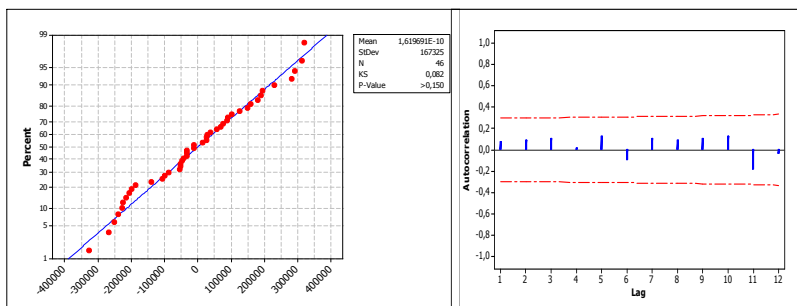 99
95
90
80
70
60
50
40
30
20
10
5
1
Percent
-400000 -300000 -200000 -100000 0 100000 200000 300000 400000
Mean 1,619691E-10
StDev 167325
N 46
KS 0,082
P-Value >0,150
1,0
0,8
0,6
0,4
0,2
0,0
-0,2
-0,4
-0,6
-0,8
-1,0
Autocorrelation
1 2 3 4 5 6 7 8 9 10 11 12
Lag